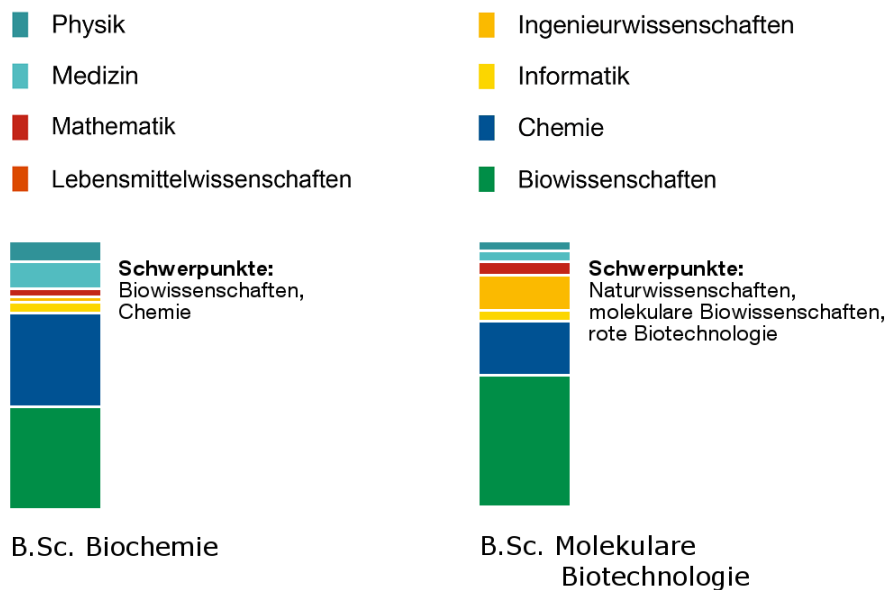 Physik
Medizin
Mathematik
Lebensmittelwissenschaften
Ingenieurwissenschaften
Informatik
Chemie
Biowissenschaften
Schwerpunkte:
Biowissenschaften,
Chemie
B.Sc. Biochemie
Schwerpunkte:
Naturwissenschaften,
molekulare Biowissenschaften,
rote Biotechnologie
B.Sc. Molekulare
Biotechnologie